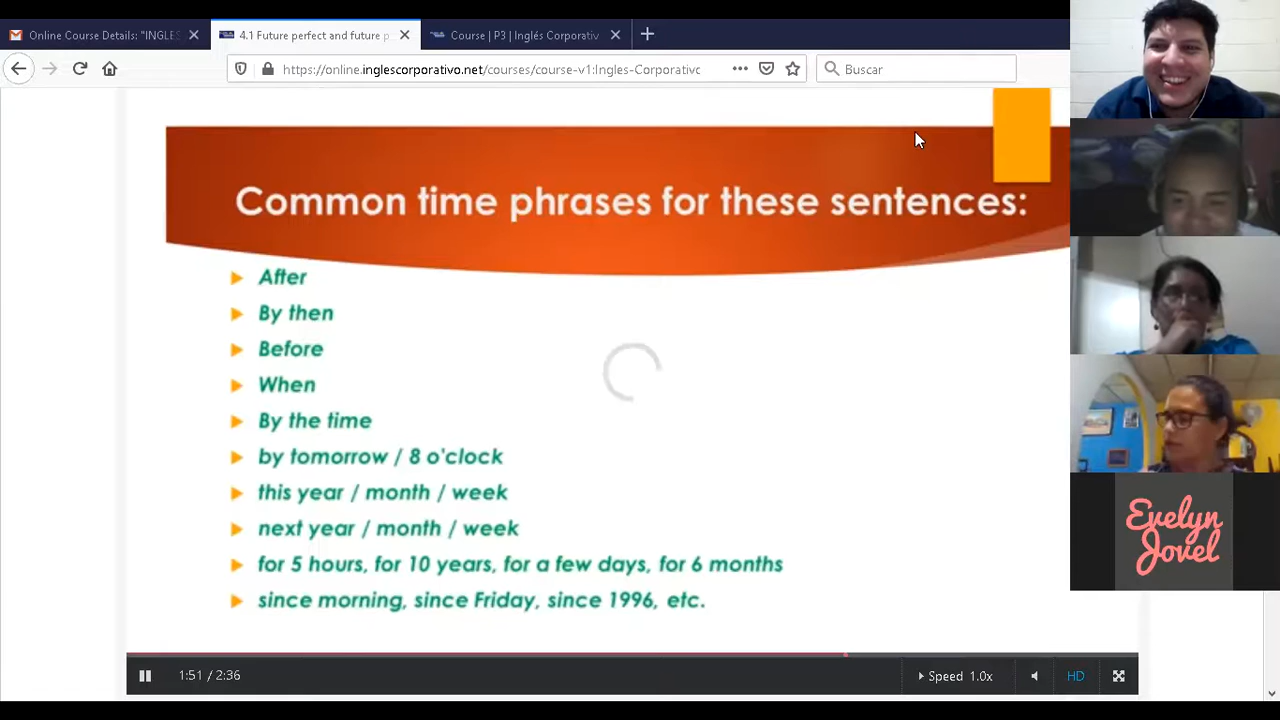 Online Course Details: "INGLES
4.1 Future perfect and future p
Course | P3 | Inglés Corporativ
https://online.inglescorporativo.net/courses/course-v1:Ingles-Corporativo
Buscar
Common time phrases for these sentences:
After
By then
Before
When
By the time
by tomorrow / 8 o'clock
this year / month / week
next year / month / week
for 5 hours, for 10 years, for a few days, for 6 months
since morning, since Friday, since 1996, etc.
1:51 / 2:36
Speed 1.0x
HD
Evelyn
Jovel